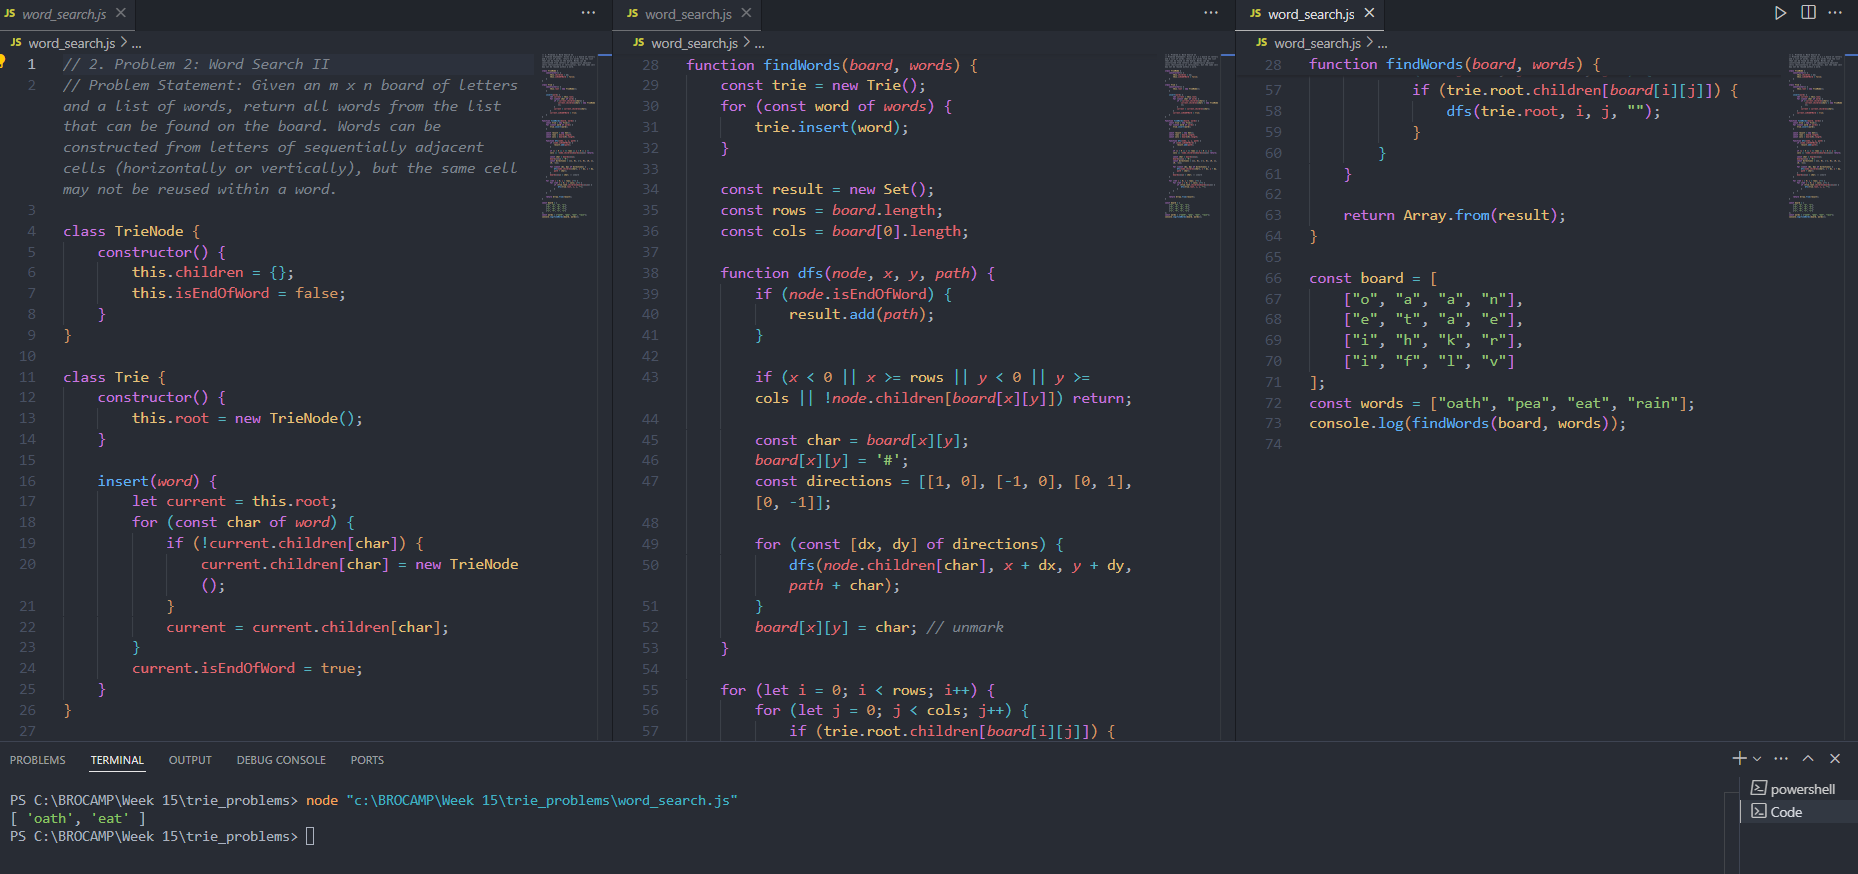 JS word_search.js ×
JS word_search.js > ...
1 // 2. Problem 2: Word Search II
2 // Problem Statement: Given an m x n board of letters
and a list of words, return all words from the list
that can be found on the board. Words can be
constructed from letters of sequentially adjacent
cells (horizontally or vertically), but the same cell
may not be reused within a word.
3
4 class TrieNode {
5 constructor() {
6 this.children = {};
7 this.isEndOfWord = false;
8 }
9 }
10
11 class Trie {
12 constructor() {
13 this.root = new TrieNode();
14 }
15
16 insert(word) {
17 let current = this.root;
18 for (const char of word) {
19 if (!current.children[char]) {
20 current.children[char] = new TrieNode
();
21 }
22 current = current.children[char];
23 }
24 current.isEndOfWord = true;
25 }
26 }
27
JS word_search.js ×
JS word_search.js > ...
28 function findWords(board, words) {
29 const trie = new Trie();
30 for (const word of words) {
31 trie.insert(word);
32 }
33
34 const result = new Set();
35 const rows = board.length;
36 const cols = board[0].length;
37
38 function dfs(node, x, y, path) {
39 if (node.isEndOfWord) {
40 result.add(path);
41 }
42
43 if (x < 0 || x >= rows || y < 0 || y >=
cols || !node.children[board[x][y]]) return;
44
45 const char = board[x][y];
46 board[x][y] = '#';
47 const directions = [[1, 0], [-1, 0], [0, 1],
[0, -1]];
48
49 for (const [dx, dy] of directions) {
50 dfs(node.children[char], x + dx, y + dy,
path + char);
51 }
52 board[x][y] = char; // unmark
53 }
54
55 for (let i = 0; i < rows; i++) {
56 for (let j = 0; j < cols; j++) {
57 if (trie.root.children[board[i][j]]) {
JS word_search.js ×
JS word_search.js > ...
28 function findWords(board, words) {
57 if (trie.root.children[board[i][j]]) {
58 dfs(trie.root, i, j, "");
59 }
60 }
61 }
62
63 return Array.from(result);
64 }
65
66 const board = [
67 ["o", "a", "a", "n"],
68 ["e", "t", "a", "e"],
69 ["i", "h", "k", "r"],
70 ["i", "f", "l", "v"]
71 ];
72 const words = ["oath", "pea", "eat", "rain"];
73 console.log(findWords(board, words));
74
PROBLEMS TERMINAL OUTPUT DEBUG CONSOLE PORTS
PS C:\BROCAMP\Week 15\trie_problems> node "c:\BROCAMP\Week 15\trie_problems\word_search.js"
[ 'oath', 'eat' ]
PS C:\BROCAMP\Week 15\trie_problems>
powershell
Code